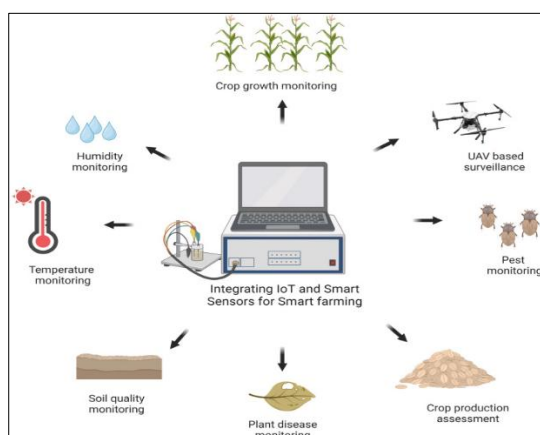 Crop growth monitoring
Humidity
monitoring
UAV based
surveillance
Temperature
monitoring
Integrating IoT and Smart
Sensors for Smart farming
Pest
monitoring
Soil quality
monitoring
Plant disease
monitoring
Crop production
assessment